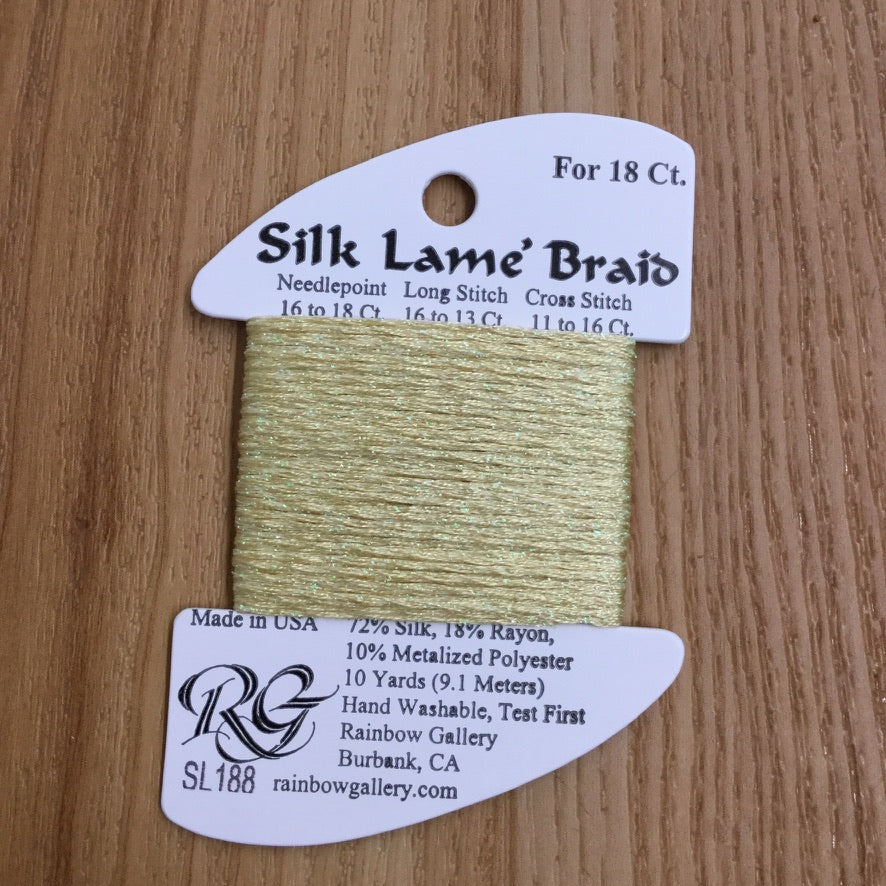 For 18 Ct.
Silk Lame' Braid
Needlepoint Long Stitch Cross Stitch
16 to 18 Ct. 16 to 13 Ct. 11 to 16 Ct.
Made in USA
72% Silk, 18% Rayon,
10% Metalized Polyester
10 Yards (9.1 Meters)
Hand Washable, Test First
Rainbow Gallery
Burbank, CA
rainbowgallery.com
RG
SL188